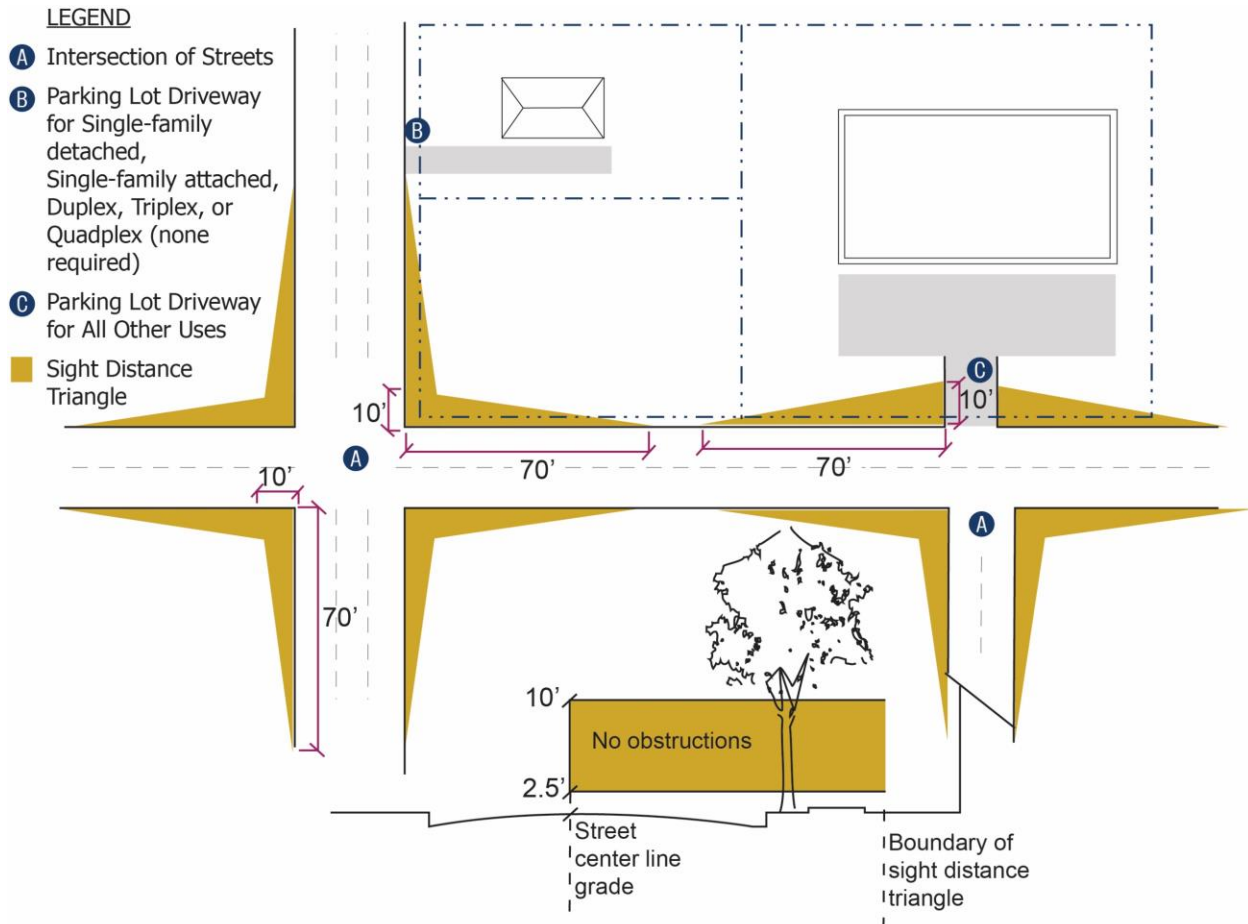 LEGEND
A Intersection of Streets
B Parking Lot Driveway
for Single-family
detached,
Single-family attached,
Duplex, Triplex, or
Quadplex (none
required)
C Parking Lot Driveway
for All Other Uses
Sight Distance
Triangle
B
C
10’
10’
A
70’
70’
10’
A
70’
10’
No obstructions
2.5’
Street
center line
grade
Boundary of
sight distance
triangle